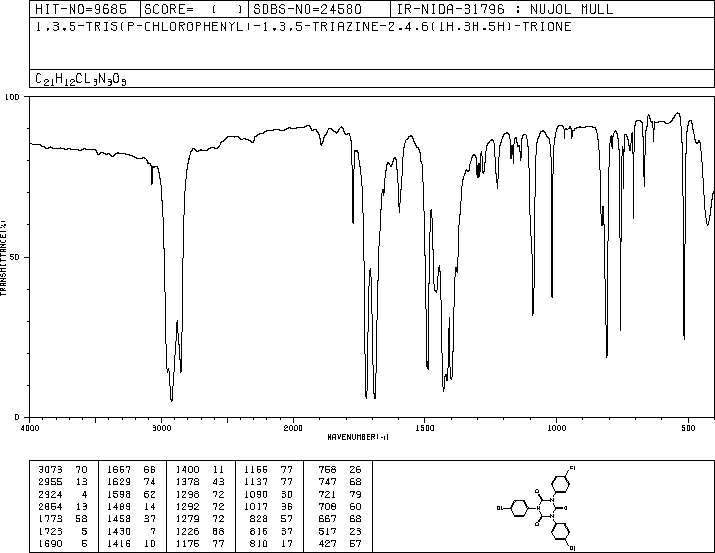 HIT-NO=9685 SCORE= ( ) SDBS-NO=24580 IR-NIDA-31796 : NUJOL MULL
1,3,5-TRIS(P-CHLOROPHENYL)-1,3,5-TRIAZINE-2,4,6(1H,3H,5H)-TRIONE
C21H12CL3N3O3
100
50
0
TRANSMITTANCE(%)
4000 3000 2000 1500 1000 500
WAVENUMBER(-1)
3073 70 1667 66 1400 11 1166 77 758 26
2955 13 1629 74 1378 43 1137 77 747 68
2924 4 1598 62 1298 72 1090 30 721 79
2854 13 1489 14 1292 72 1017 36 708 60
1773 58 1458 37 1279 72 828 57 667 68
1723 5 1430 7 1226 68 816 37 517 23
1690 5 1416 10 1175 77 810 17 427 57
Cl
O N O
Cl N N
O
Cl